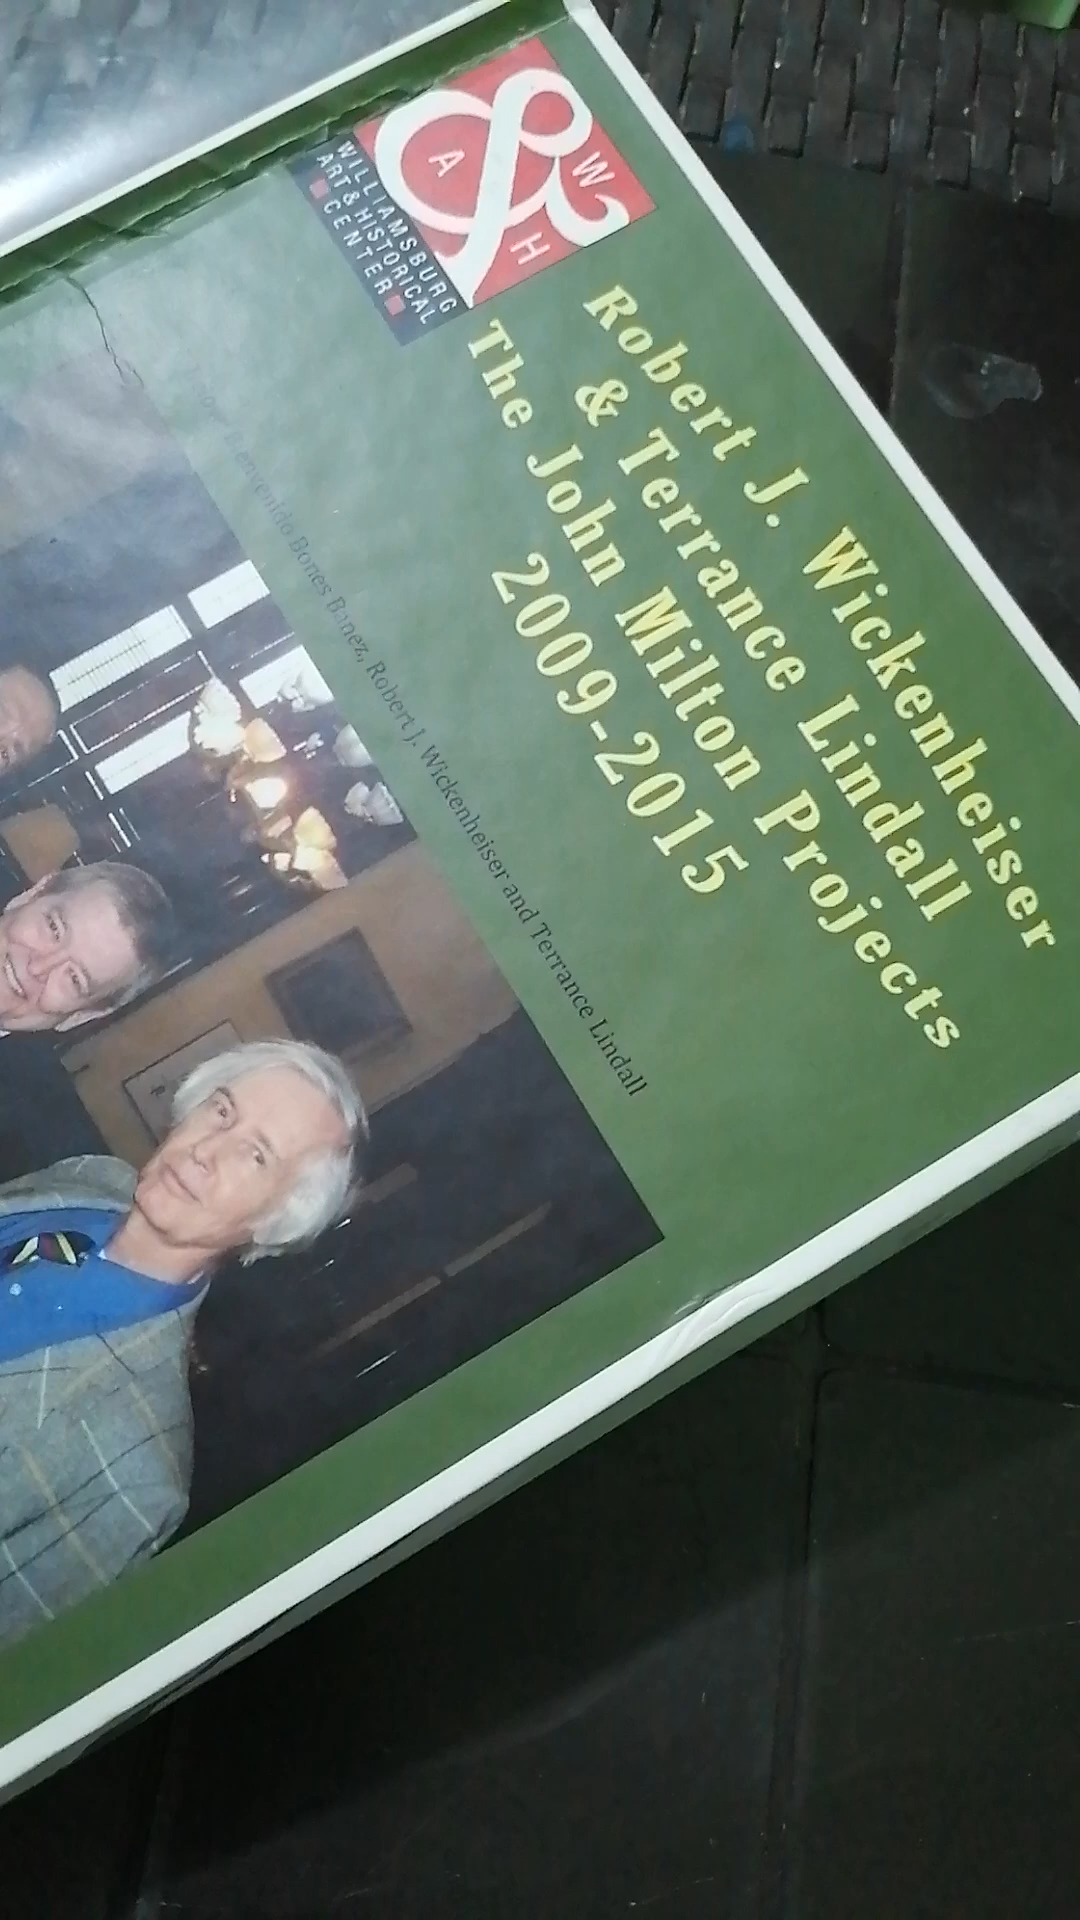 W
A
H
WILLIAMSBURG
ART & HISTORICAL
CENTER
Robert J. Wickenheiser
& Terrance Lindall
The John Milton Projects
2009-2015
Bienvenido Bones Banez, Robert J. Wickenheiser and Terrance Lindall